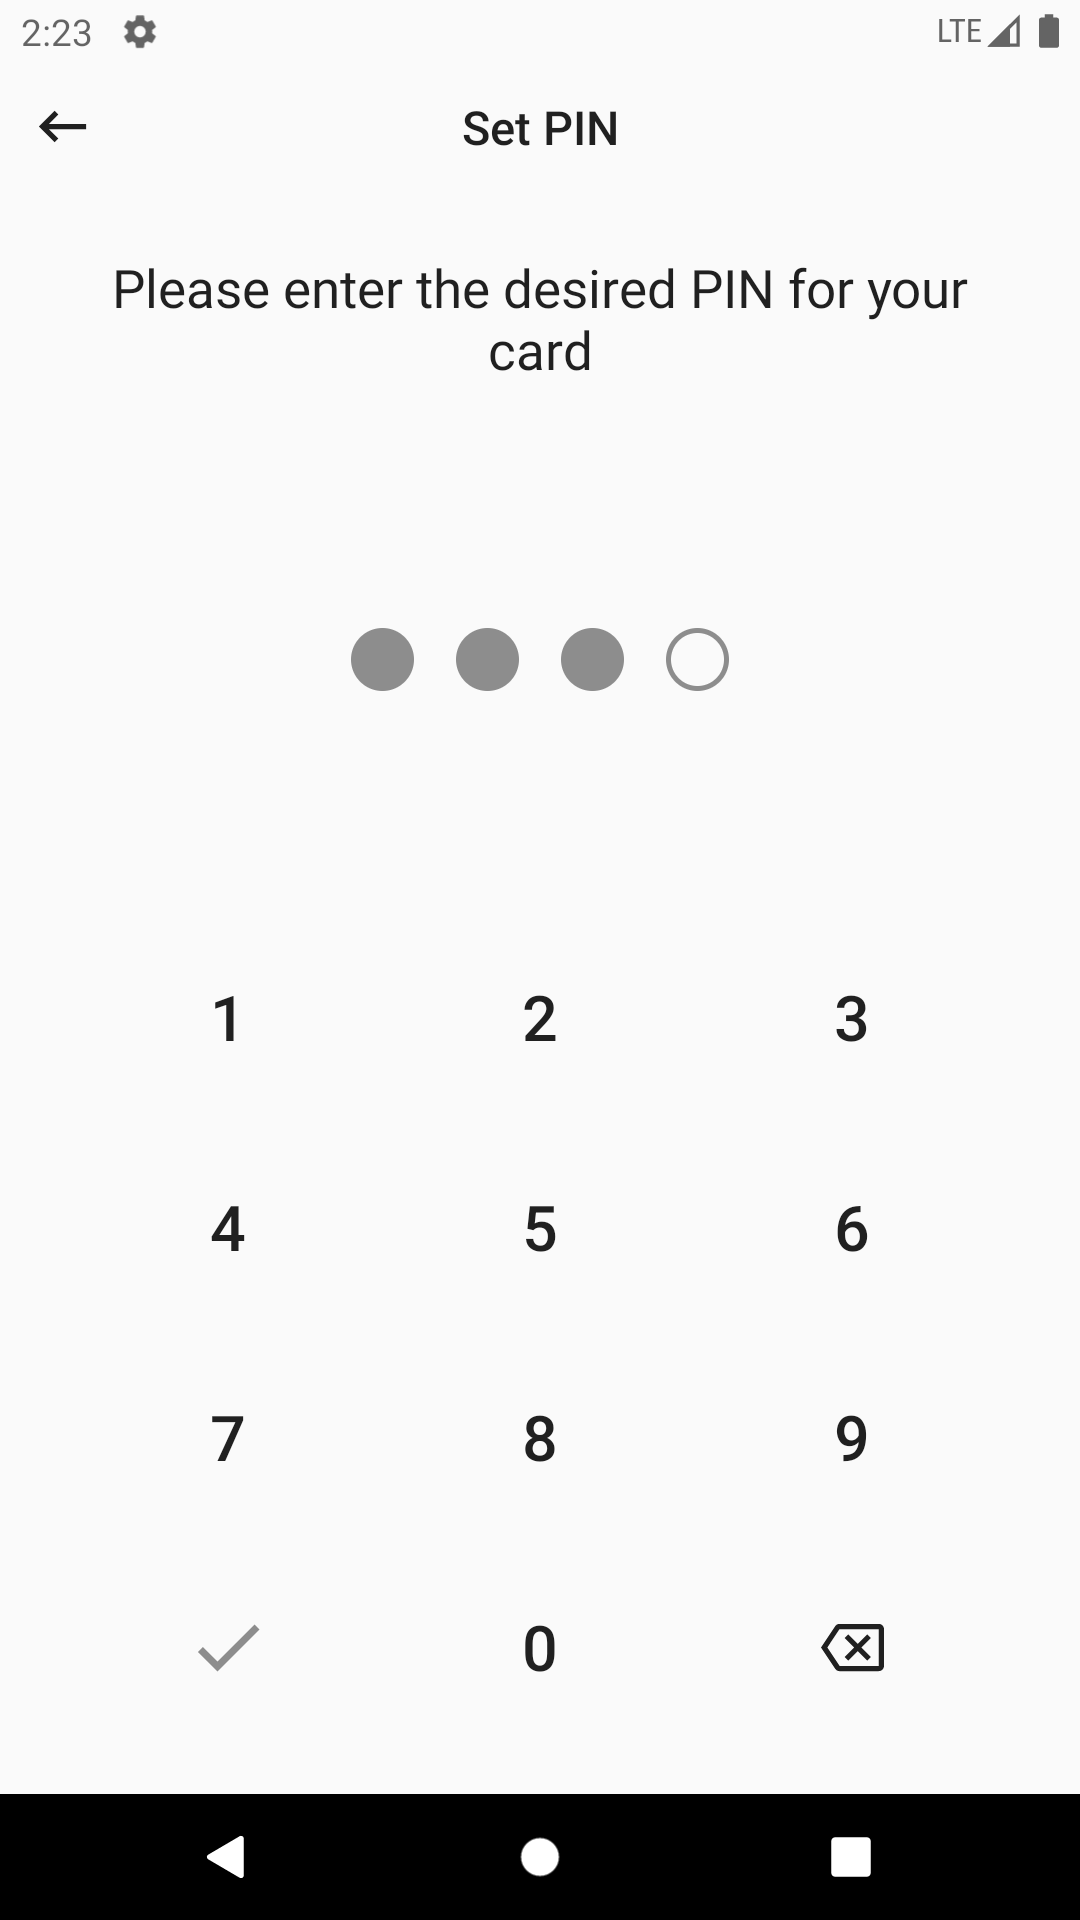 2:23 LTE
Set PIN
Please enter the desired PIN for your
card
1 2 3
4 5 6
7 8 9
0